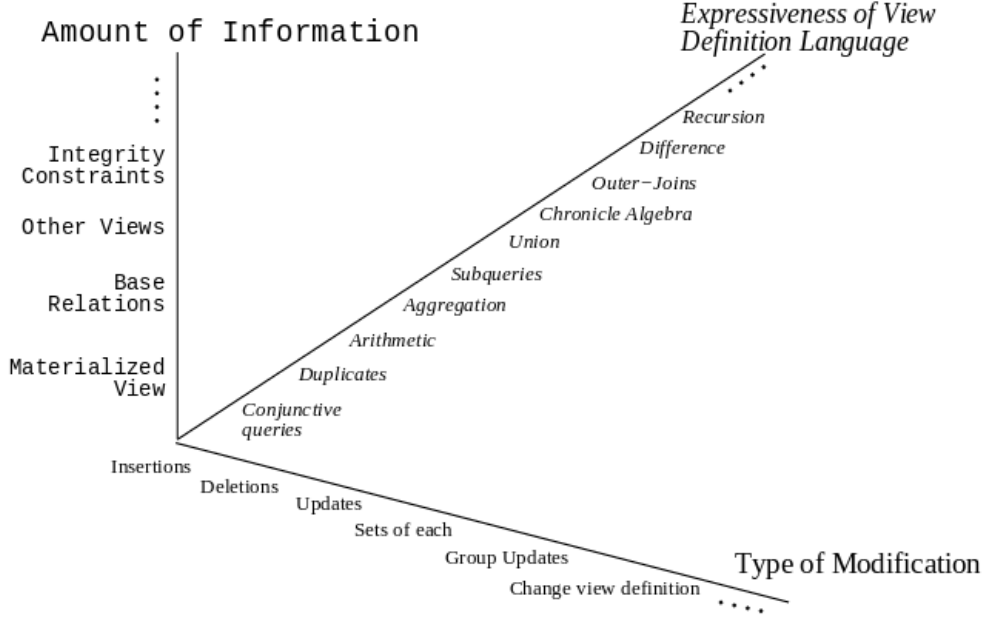 Amount of Information
Expressiveness of View
Definition Language
Recursion
Integrity
Constraints
Difference
Outer−Joins
Other Views
Chronicle Algebra
Union
Base
Relations
Subqueries
Aggregation
Arithmetic
Materialized
View
Duplicates
Conjunctive
queries
Insertions
Deletions
Updates
Sets of each
Group Updates
Type of Modification
Change view definition